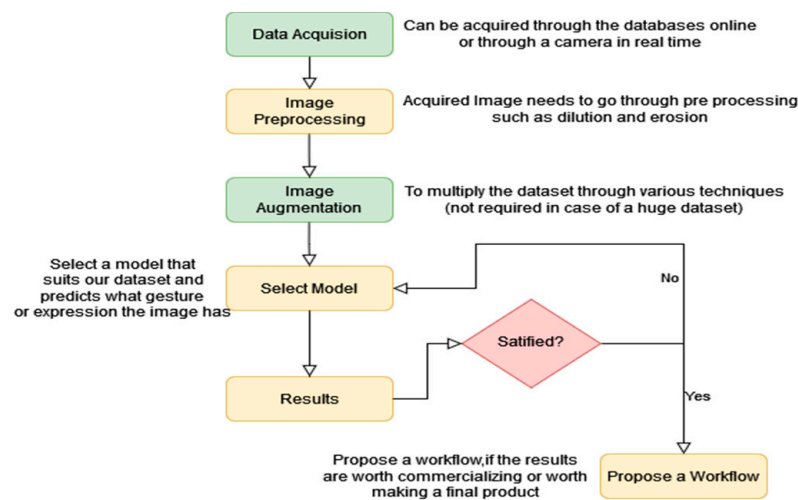 Data Acquision
Can be acquired through the databases online
or through a camera in real time
Image
Preprocessing
Acquired Image needs to go through pre processing
such as dilution and erosion
Image
Augmentation
To multiply the dataset through various techniques
(not required in case of a huge dataset)
Select a model that
suits our dataset and
predicts what gesture
or expression the image has
Select Model
No
Satified?
Results
Yes
Propose a workflow,if the results
are worth commercializing or worth
making a final product
Propose a Workflow